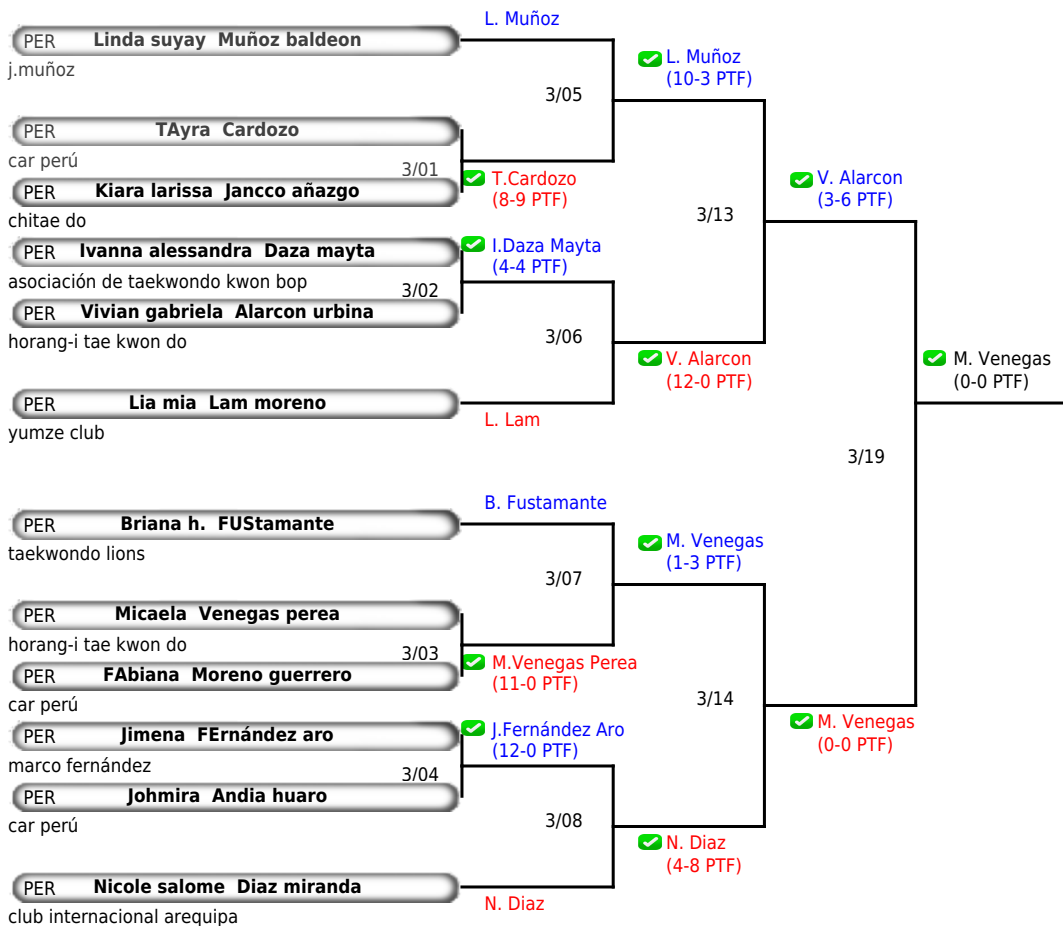 L. Muñoz
PER Linda suyay Muñoz baldeon
j.muñoz
L. Muñoz
(10-3 PTF)
3/05
PER TAyra Cardozo
car perú
3/01
T.Cardozo
(8-9 PTF)
PER Kiara larissa Jancco añazgo
chitae do
V. Alarcon
(3-6 PTF)
3/13
PER Ivanna alessandra Daza mayta
asociación de taekwondo kwon bop
I.Daza Mayta
(4-4 PTF)
3/02
PER Vivian gabriela Alarcon urbina
horang-i tae kwon do
3/06
V. Alarcon
(12-0 PTF)
M. Venegas
(0-0 PTF)
PER Lia mia Lam moreno
yumze club
L. Lam
3/19
B. Fustamante
PER Briana h. FUStamante
taekwondo lions
M. Venegas
(1-3 PTF)
3/07
PER Micaela Venegas perea
horang-i tae kwon do
3/03
M.Venegas Perea
(11-0 PTF)
PER FAbiana Moreno guerrero
car perú
3/14
M. Venegas
(0-0 PTF)
PER Jimena FErnández aro
marco fernández
J.Fernández Aro
(12-0 PTF)
3/04
PER Johmira Andia huaro
car perú
3/08
N. Diaz
(4-8 PTF)
PER Nicole salome Diaz miranda
club internacional arequipa
N. Diaz